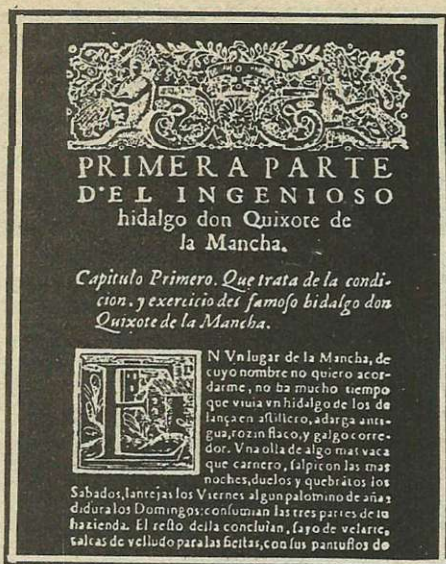 PRIMERA PARTE
D'EL INGENIOSO
hidalgo don Quixote de
la Mancha.
Capitulo Primero. Que trata de la condi-
cion, y exercicio del famoso hidalgo don
Quixote de la Mancha.
EN Vn lugar de la Mancha, de
cuyo nombre no quiero acor-
darme, no ha mucho tiempo
que viuia vn hidalgo de los de
lança en astillero, adarga anti-
gua, rozin flaco, y galgo corre-
dor. Vna olla de algo mas vaca
que carnero, salpicon las mas
noches, duelos y quebrãtos los
Sabados, lantejas los Viernes algun palomino de aña-
didura los Domingos: consumian las tres partes de su
hazienda. El resto della concluian, sayo de velarte,
calças de velludo para las fiestas, con sus pantuflos de